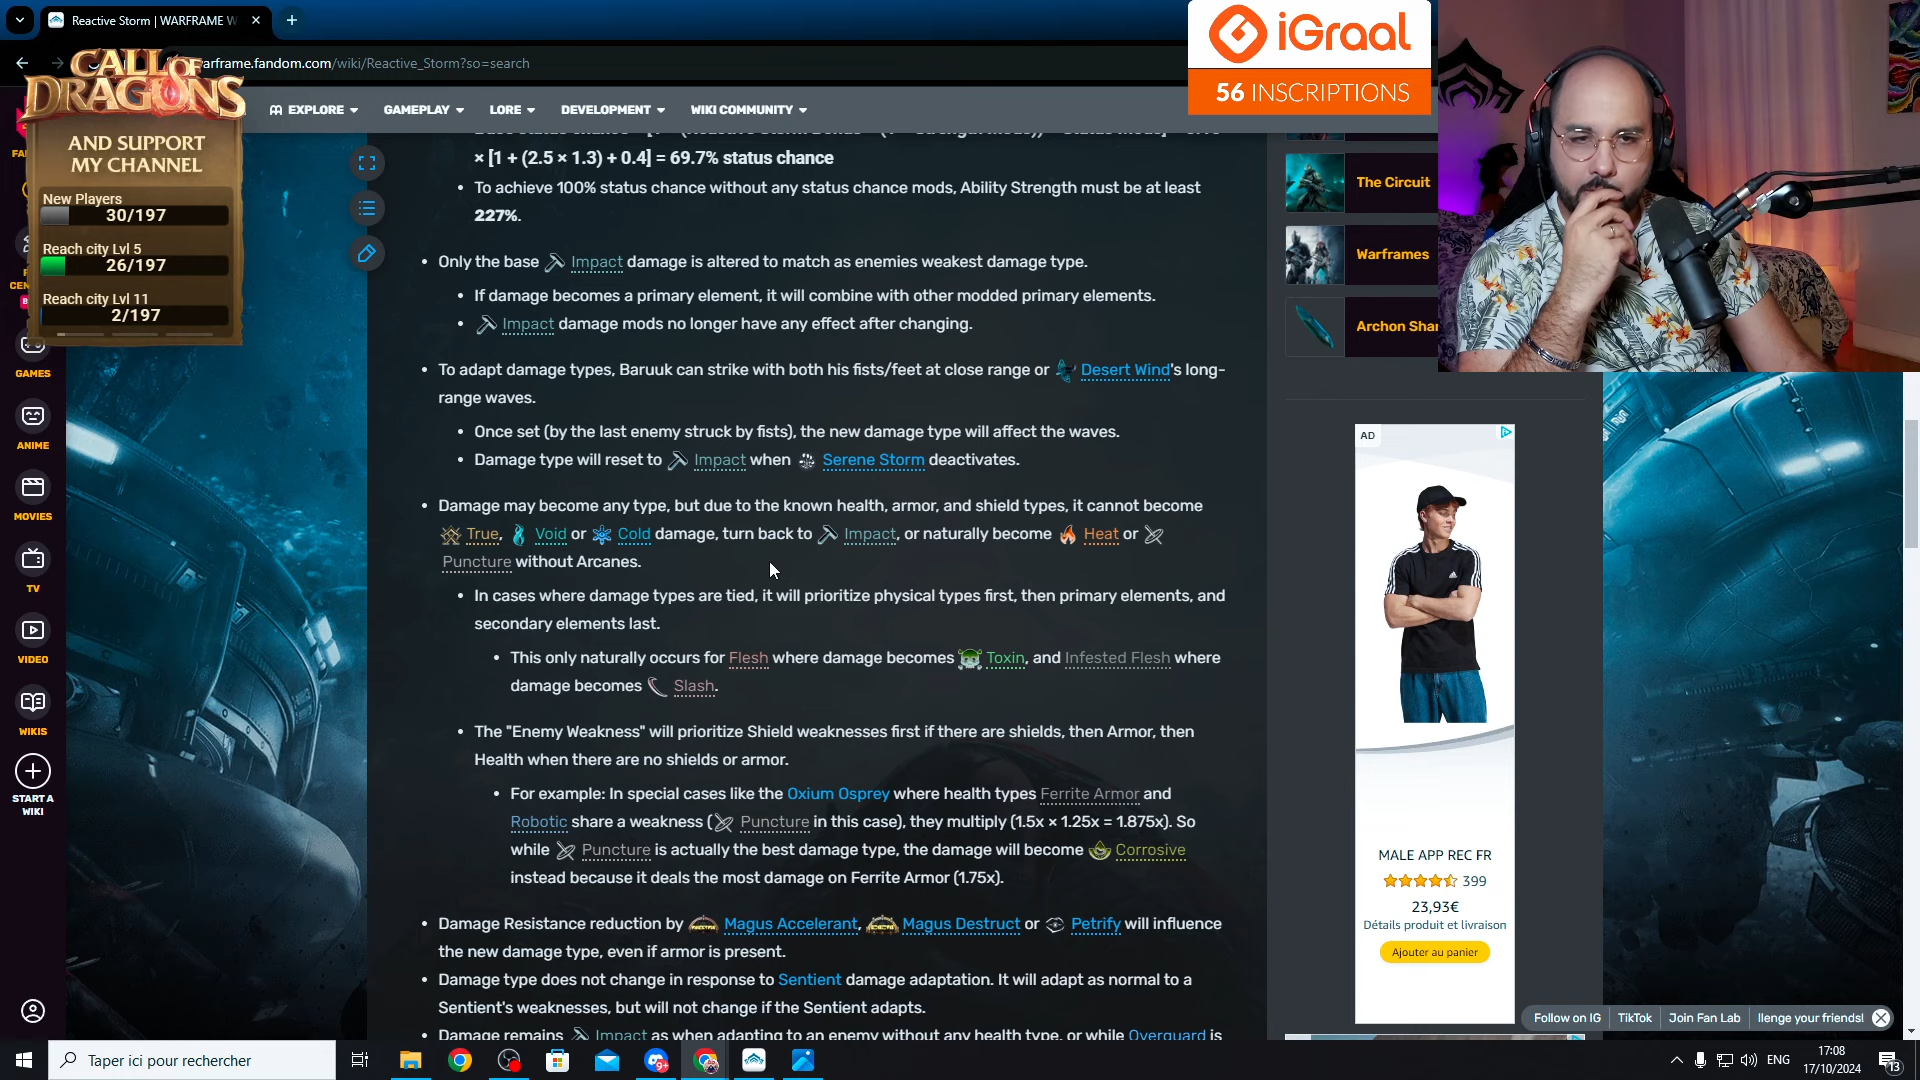 Reactive Storm | WARFRAME W
arframe.fandom.com/wiki/Reactive_Storm?so=search
iGraal
56 INSCRIPTIONS
CALL OF DRAGONS
AND SUPPORT
MY CHANNEL
New Players
30/197
Reach city Lvl 5
26/197
Reach city Lvl 11
2/197
EXPLORE
GAMEPLAY
LORE
DEVELOPMENT
WIKI COMMUNITY
GAMES
ANIME
MOVIES
TV
VIDEO
WIKIS
START A
WIKI
× [1 + (2.5 × 1.3) + 0.4] = 69.7% status chance
To achieve 100% status chance without any status chance mods, Ability Strength must be at least
227%.
Only the base Impact damage is altered to match as enemies weakest damage type.
If damage becomes a primary element, it will combine with other modded primary elements.
Impact damage mods no longer have any effect after changing.
To adapt damage types, Baruuk can strike with both his fists/feet at close range or Desert Wind's long-
range waves.
Once set (by the last enemy struck by fists), the new damage type will affect the waves.
Damage type will reset to Impact when Serene Storm deactivates.
Damage may become any type, but due to the known health, armor, and shield types, it cannot become
True, Void or Cold damage, turn back to Impact, or naturally become Heat or
Puncture without Arcanes.
In cases where damage types are tied, it will prioritize physical types first, then primary elements, and
secondary elements last.
This only naturally occurs for Flesh where damage becomes Toxin, and Infested Flesh where
damage becomes Slash.
The "Enemy Weakness" will prioritize Shield weaknesses first if there are shields, then Armor, then
Health when there are no shields or armor.
For example: In special cases like the Oxium Osprey where health types Ferrite Armor and
Robotic share a weakness (Puncture in this case), they multiply (1.5x × 1.25x = 1.875x). So
while Puncture is actually the best damage type, the damage will become Corrosive
instead because it deals the most damage on Ferrite Armor (1.75x).
Damage Resistance reduction by Magus Accelerant, Magus Destruct or Petrify will influence
the new damage type, even if armor is present.
Damage type does not change in response to Sentient damage adaptation. It will adapt as normal to a
Sentient's weaknesses, but will not change if the Sentient adapts.
Damage remains Impact as when adapting to an enemy without any health type, or while Overguard is
The Circuit
Warframes
Archon Shar
AD
MALE APP REC FR
399
23,93€
Détails produit et livraison
Ajouter au panier
Follow on IG
TikTok
Join Fan Lab
llenge your friends!
Taper ici pour rechercher
9+
ENG
17:08
17/10/2024
13